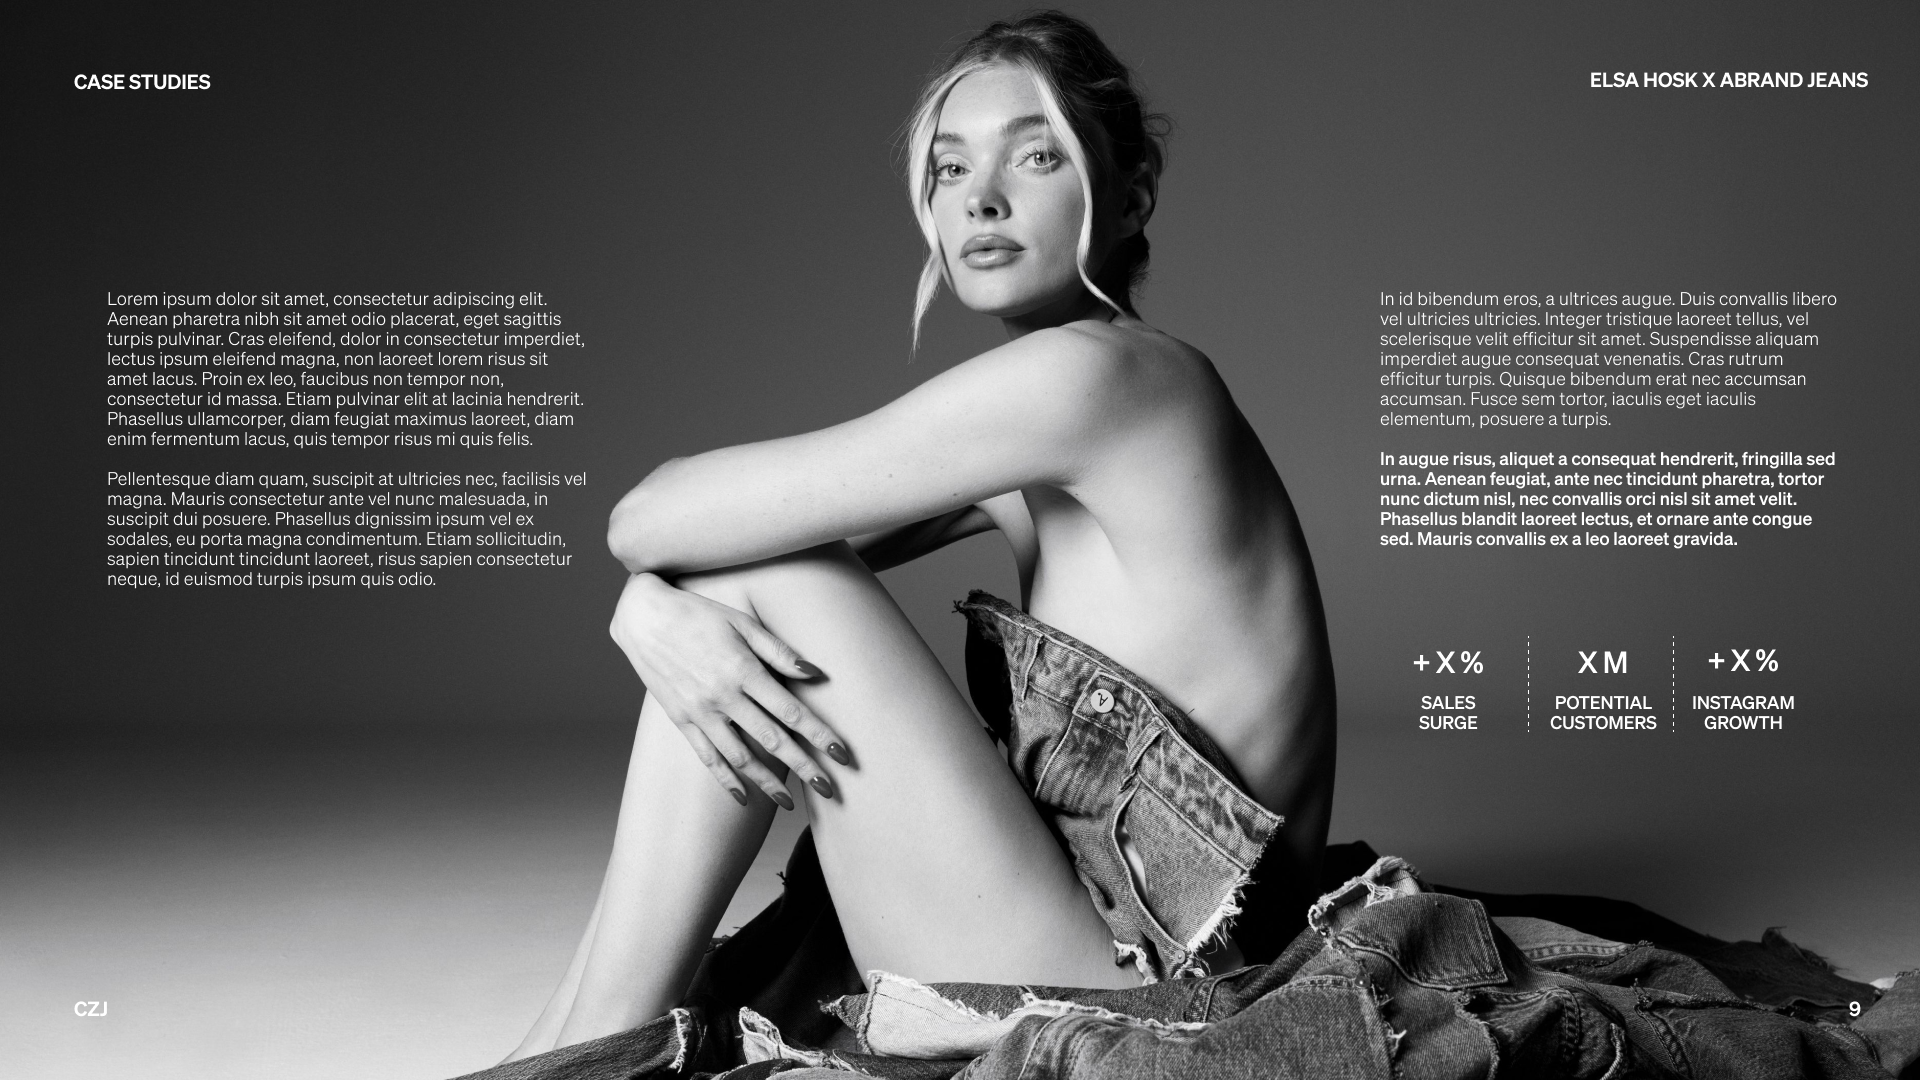 CASE STUDIES
ELSA HOSK X ABRAND JEANS
Lorem ipsum dolor sit amet, consectetur adipiscing elit.
Aenean pharetra nibh sit amet odio placerat, eget sagittis
turpis pulvinar. Cras eleifend, dolor in consectetur imperdiet,
lectus ipsum eleifend magna, non laoreet lorem risus sit
amet lacus. Proin ex leo, faucibus non tempor non,
consectetur id massa. Etiam pulvinar elit at lacinia hendrerit.
Phasellus ullamcorper, diam feugiat maximus laoreet, diam
enim fermentum lacus, quis tempor risus mi quis felis.
Pellentesque diam quam, suscipit at ultricies nec, facilisis vel
magna. Mauris consectetur ante vel nunc malesuada, in
suscipit dui posuere. Phasellus dignissim ipsum vel ex
sodales, eu porta magna condimentum. Etiam sollicitudin,
sapien tincidunt tincidunt laoreet, risus sapien consectetur
neque, id euismod turpis ipsum quis odio.
In id bibendum eros, a ultrices augue. Duis convallis libero
vel ultricies ultricies. Integer tristique laoreet tellus, vel
scelerisque velit efficitur sit amet. Suspendisse aliquam
imperdiet augue consequat venenatis. Cras rutrum
efficitur turpis. Quisque bibendum erat nec accumsan
accumsan. Fusce sem tortor, iaculis eget iaculis
elementum, posuere a turpis.
In augue risus, aliquet a consequat hendrerit, fringilla sed
urna. Aenean feugiat, ante nec tincidunt pharetra, tortor
nunc dictum nisl, nec convallis orci nisl sit amet velit.
Phasellus blandit laoreet lectus, et ornare ante congue
sed. Mauris convallis ex a leo laoreet gravida.
+X%
SALES
SURGE
XM
POTENTIAL
CUSTOMERS
+X%
INSTAGRAM
GROWTH
A
CZJ
9